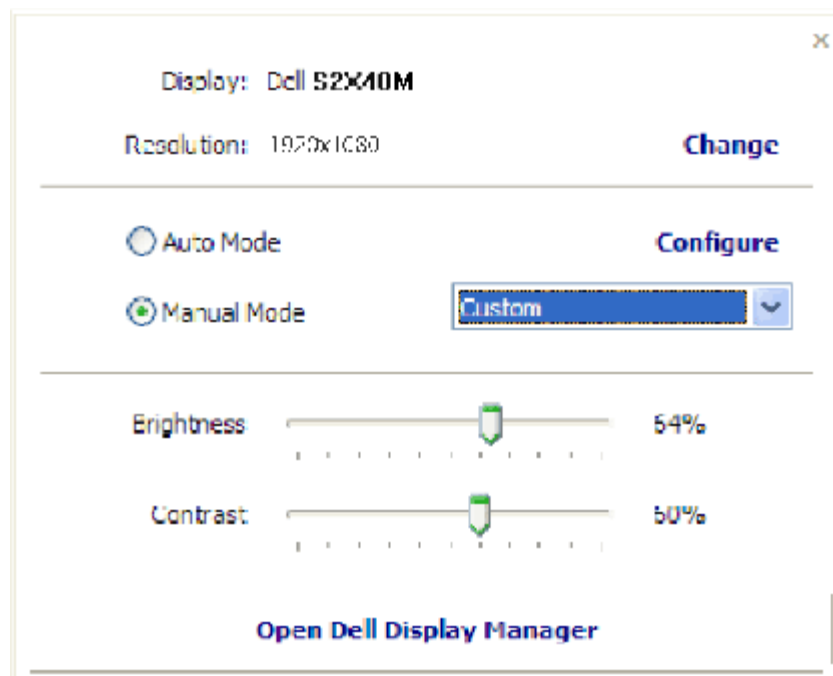 Display: Dell S2X40M
Resolution: 1920x1080 Change
Auto Mode Configure
Manual Mode Custom
Brightness 64%
Contrast 60%
Open Dell Display Manager